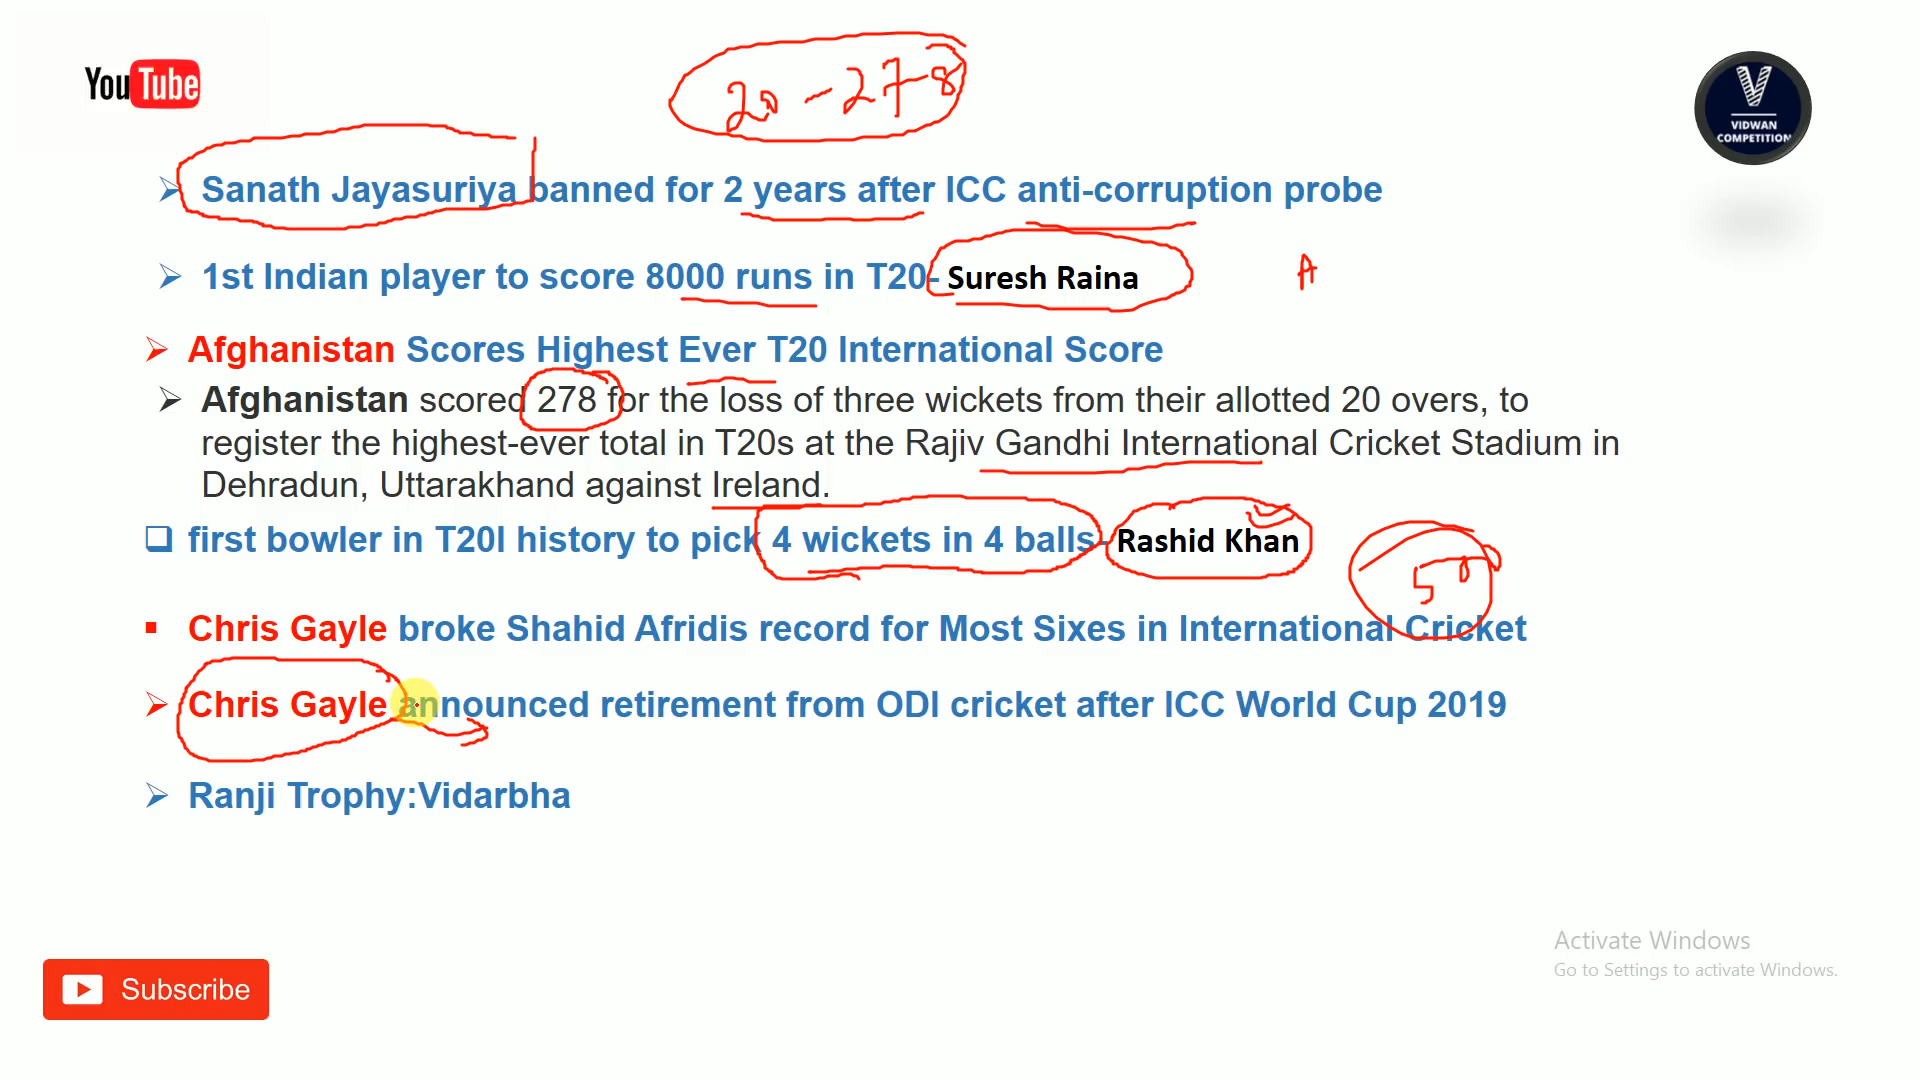 YouTube
20 - 27-8
VIDWAN
COMPETITION
Sanath Jayasuriya banned for 2 years after ICC anti-corruption probe
1st Indian player to score 8000 runs in T20- Suresh Raina
A
Afghanistan Scores Highest Ever T20 International Score
Afghanistan scored 278 for the loss of three wickets from their allotted 20 overs, to
register the highest-ever total in T20s at the Rajiv Gandhi International Cricket Stadium in
Dehradun, Uttarakhand against Ireland.
first bowler in T20I history to pick 4 wickets in 4 balls- Rashid Khan
Chris Gayle broke Shahid Afridis record for Most Sixes in International Cricket
Chris Gayle announced retirement from ODI cricket after ICC World Cup 2019
Ranji Trophy:Vidarbha
Activate Windows
Go to Settings to activate Windows.
Subscribe